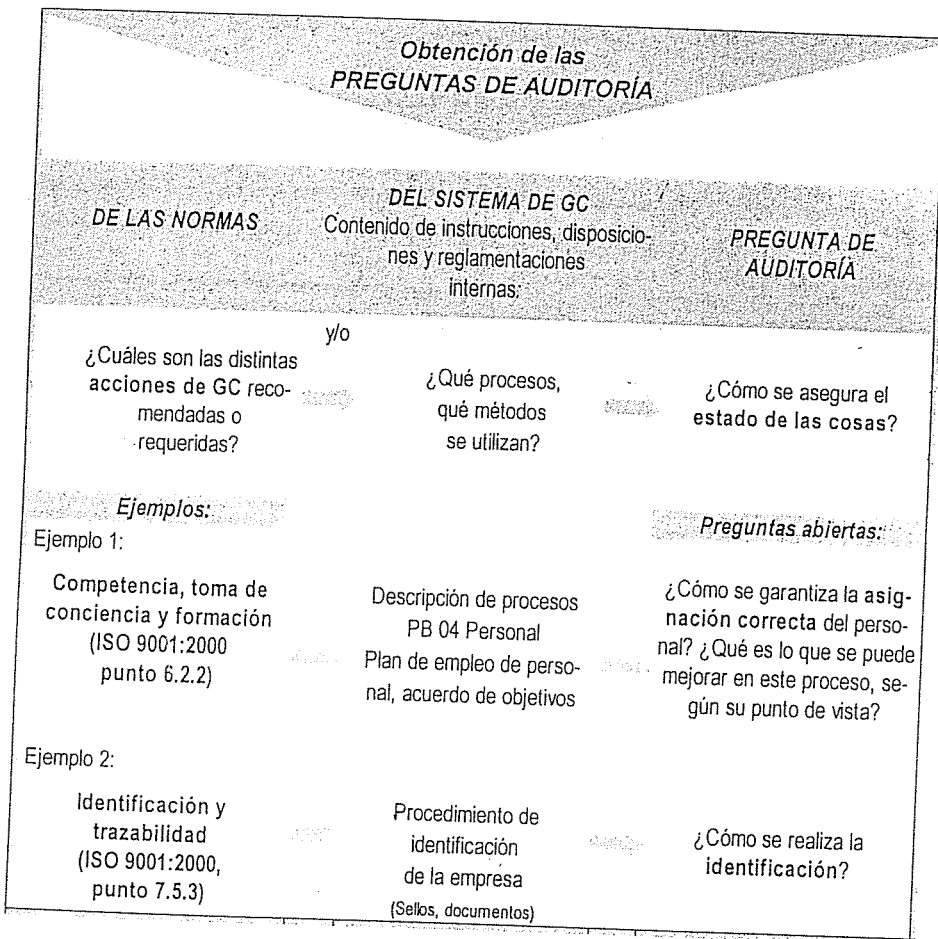 Obtención de las
PREGUNTAS DE AUDITORÍA
DE LAS NORMAS
DEL SISTEMA DE GC
Contenido de instrucciones, disposicio-
nes y reglamentaciones
internas:
PREGUNTA DE
AUDITORÍA
y/o
¿Cuáles son las distintas
acciones de GC reco-
mendadas o
requeridas?
¿Qué procesos,
qué métodos
se utilizan?
¿Cómo se asegura el
estado de las cosas?
Ejemplos:
Preguntas abiertas:
Ejemplo 1:
Competencia, toma de
conciencia y formación
(ISO 9001:2000
punto 6.2.2)
Descripción de procesos
PB 04 Personal
Plan de empleo de perso-
nal, acuerdo de objetivos
¿Cómo se garantiza la asig-
nación correcta del perso-
nal? ¿Qué es lo que se puede
mejorar en este proceso, se-
gún su punto de vista?
Ejemplo 2:
Identificación y
trazabilidad
(ISO 9001:2000,
punto 7.5.3)
Procedimiento de
identificación
de la empresa
(Sellos, documentos)
¿Cómo se realiza la
identificación?